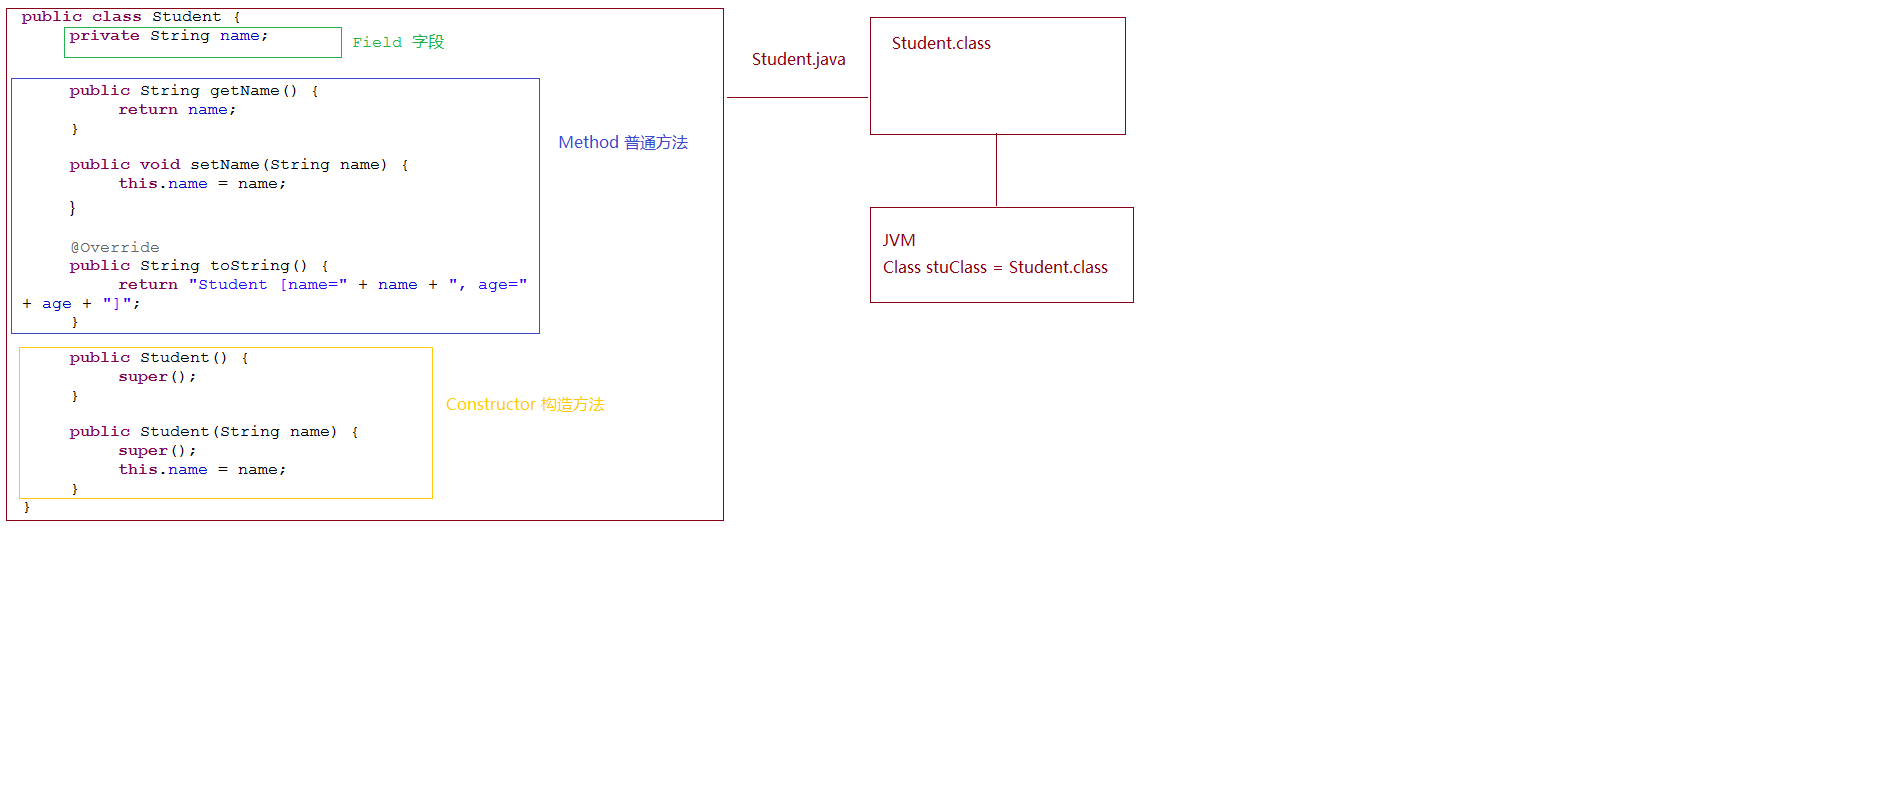 public class Student {
private String name;
Field 字段
public String getName() {
return name;
}
Method 普通方法
public void setName(String name) {
this.name = name;
}
@Override
public String toString() {
return "Student [name=" + name + ", age="
+ age + "]";
}
public Student() {
super();
}
Constructor 构造方法
public Student(String name) {
super();
this.name = name;
}
}
Student.java
Student.class
JVM
Class stuClass = Student.class